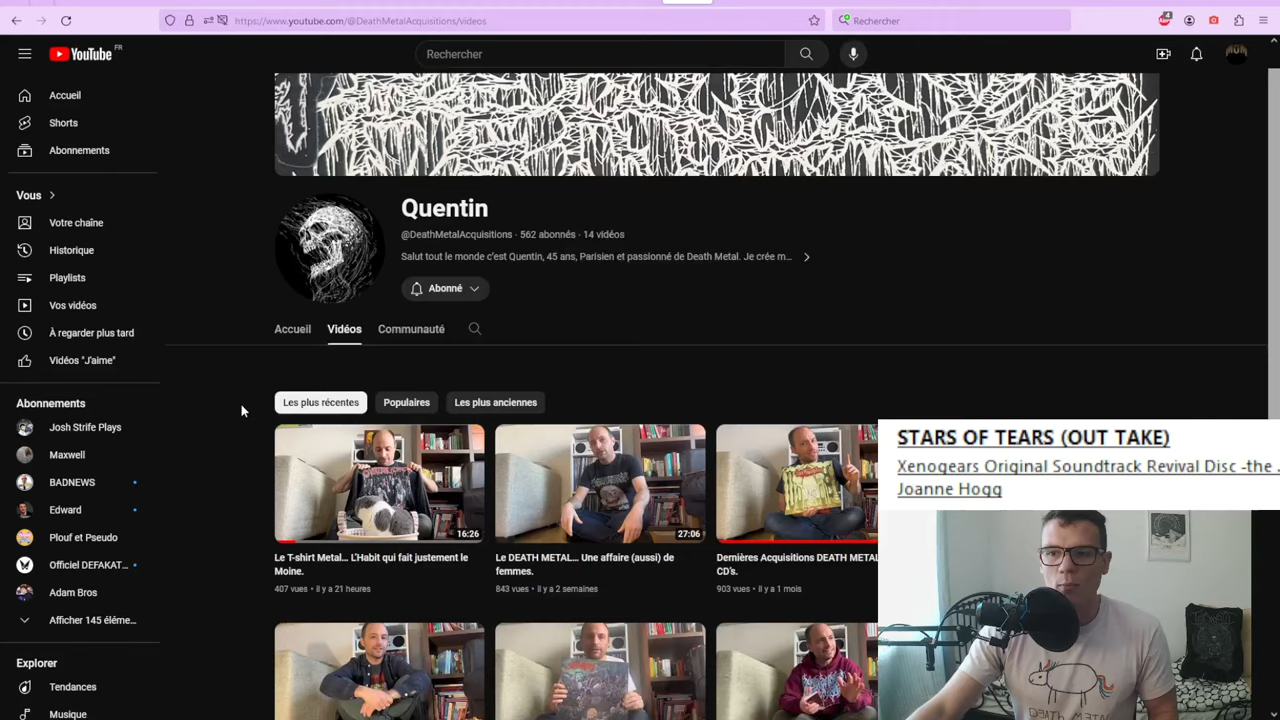 https://www.youtube.com/@DeathMetalAcquisitions/videos
Rechercher
4
YouTube FR
Rechercher
Accueil
Shorts
Abonnements
Vous
Votre chaîne
Historique
Playlists
Vos vidéos
À regarder plus tard
Vidéos "J'aime"
Abonnements
Josh Strife Plays
Maxwell
BADNEWS
Edward
Plouf et Pseudo
Officiel DEFAKAT...
Adam Bros
Afficher 145 éléme...
Explorer
Tendances
Musique
Quentin
@DeathMetalAcquisitions · 562 abonnés · 14 vidéos
Salut tout le monde c'est Quentin, 45 ans, Parisien et passionné de Death Metal. Je crée m...
Abonné
Accueil Vidéos Communauté
Les plus récentes Populaires Les plus anciennes
16:26
Le T-shirt Metal... L'Habit qui fait justement le
Moine.
407 vues • il y a 21 heures
27:06
Le DEATH METAL... Une affaire (aussi) de
femmes.
843 vues • il y a 2 semaines
Dernières Acquisitions DEATH METAL
CD's.
903 vues • il y a 1 mois
STARS OF TEARS (OUT TAKE)
Xenogears Original Soundtrack Revival Disc -the
Joanne Hogg